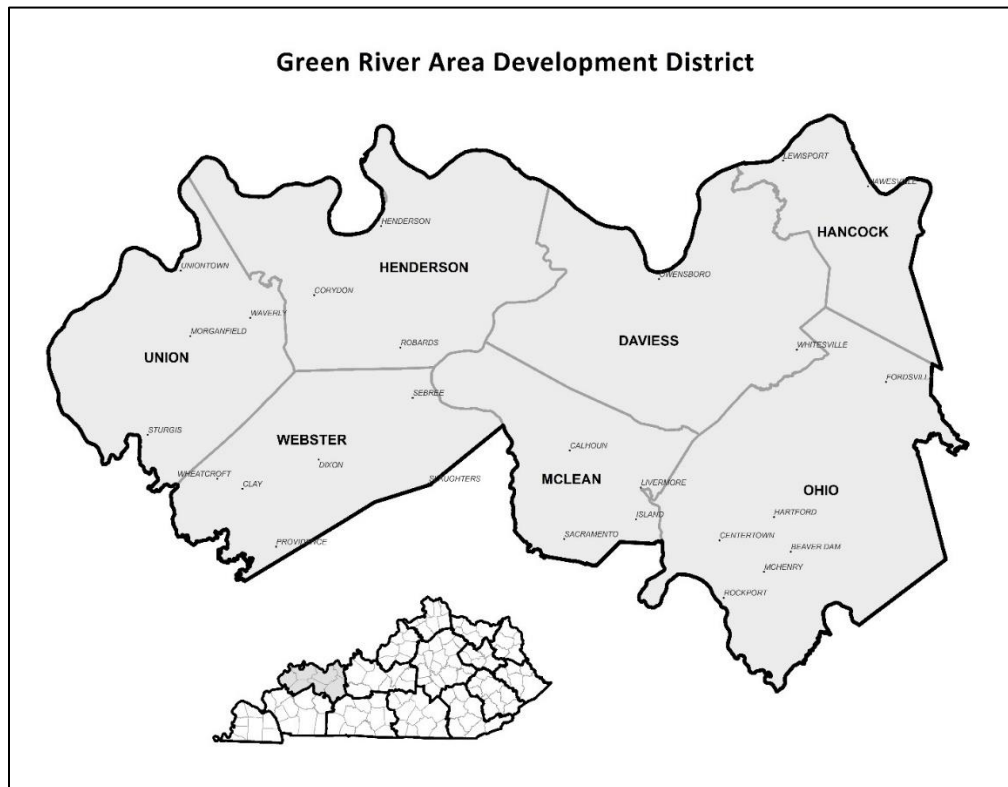 Green River Area Development District
LEWISPORT
HAWESVILLE
HENDERSON
HANCOCK
UNIONTOWN
HENDERSON
OWENSBORO
CORYDON
WAVERLY
MORGANFIELD
DAVIESS
ROBARDS
WHITESVILLE
UNION
FORDSVILL
SEBREE
STURGIS
WEBSTER
CALHOUN
DIXON
WHEATCROFT
SLAUGHTERS
MCLEAN
CLAY
LIVERMORE
OHIO
HARTFORD
ISLAND
SACRAMENTO
CENTERTOWN
PROVIDENCE
BEAVER DAM
MCHENRY
ROCKPORT